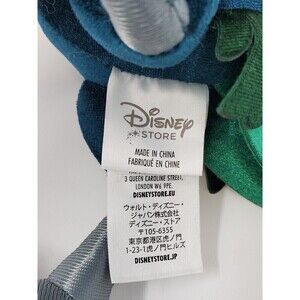 Disney
STORE
MADE IN CHINA
FABRIQUÉ EN CHINE
3 QUEEN CAROLINE STREET,
LONDON W6 9PE.
DISNEYSTORE.EU
ウォルト・ディズニー・
ジャパン株式会社
ディズニー・ストア
〒105-6355
東京都港区虎ノ門
1-23-1虎ノ門ヒルズ
DISNEYSTORE.JP